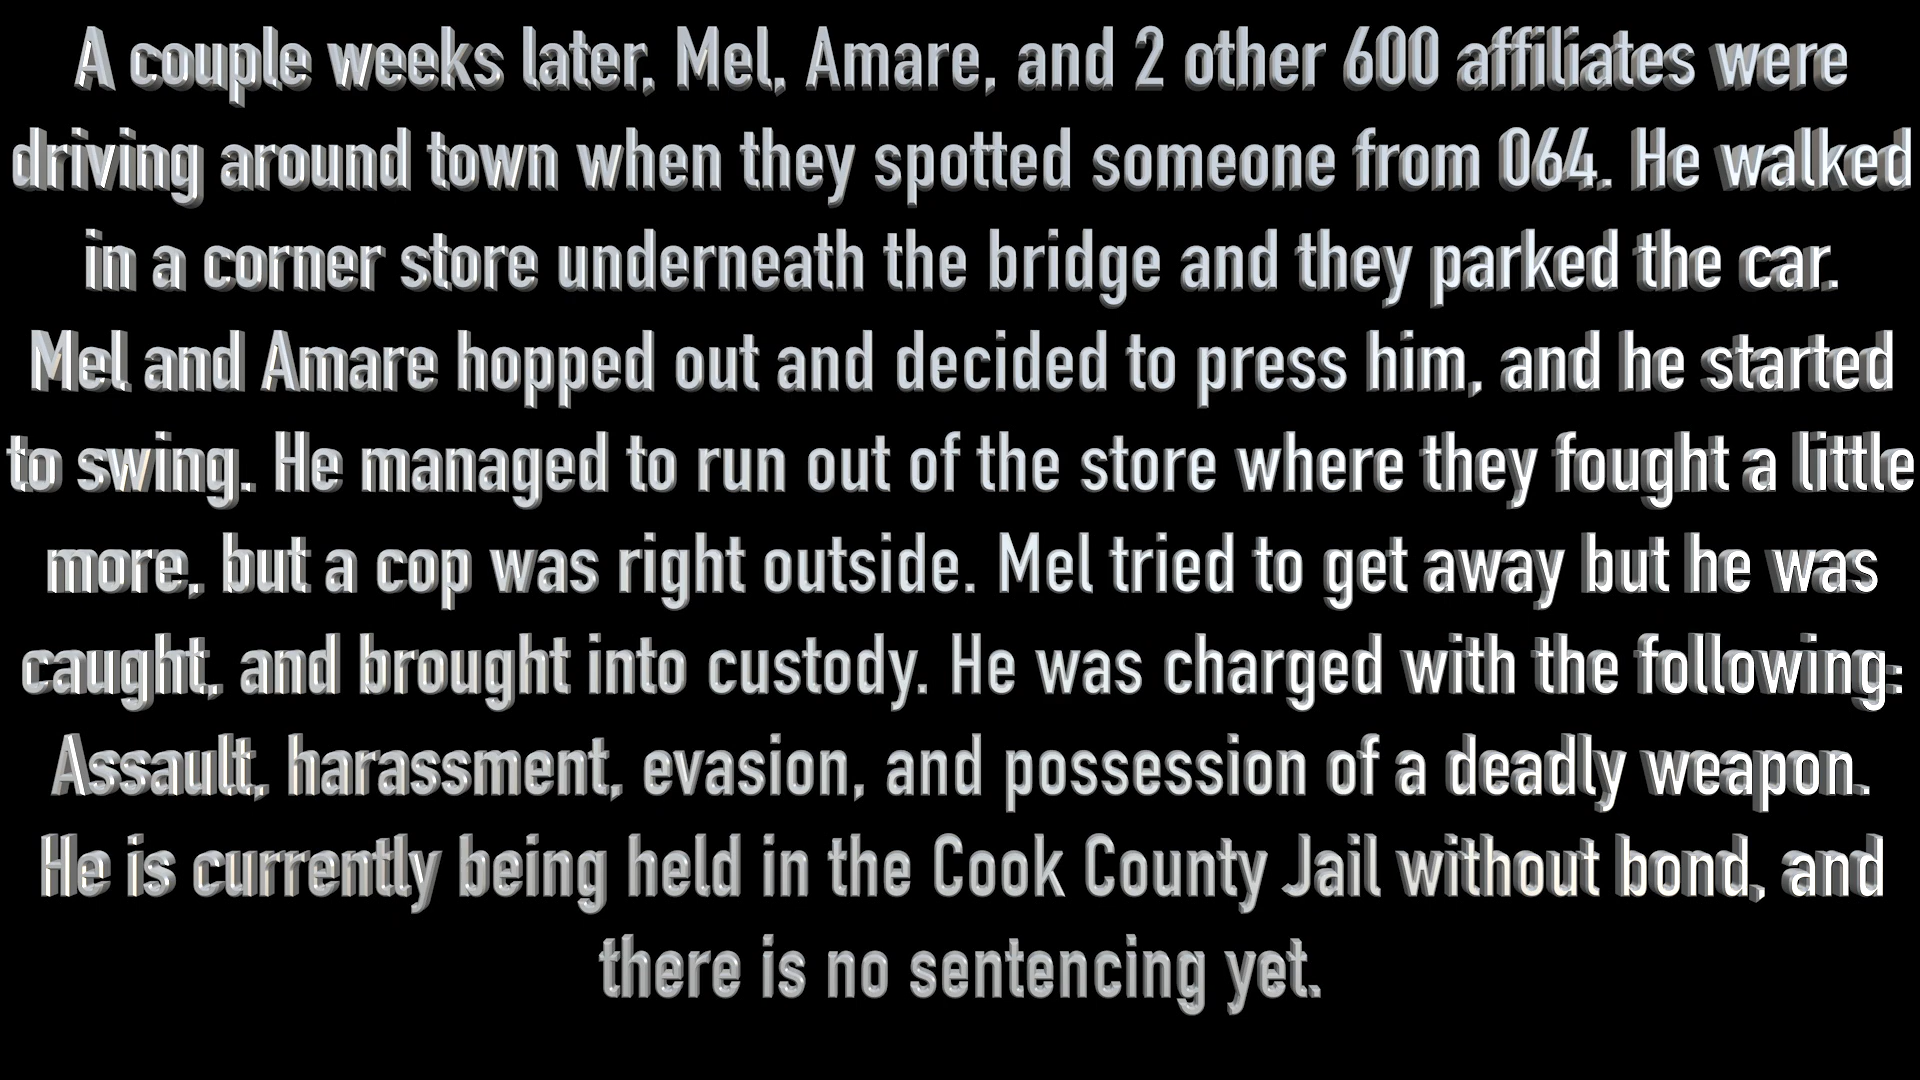 A couple weeks later, Mel, Amare, and 2 other 600 affiliates were
driving around town when they spotted someone from 064. He walked
in a corner store underneath the bridge and they parked the car.
Mel and Amare hopped out and decided to press him, and he started
to swing. He managed to run out of the store where they fought a little
more, but a cop was right outside. Mel tried to get away but he was
caught, and brought into custody. He was charged with the following:
Assault, harassment, evasion, and possession of a deadly weapon.
He is currently being held in the Cook County Jail without bond, and
there is no sentencing yet.